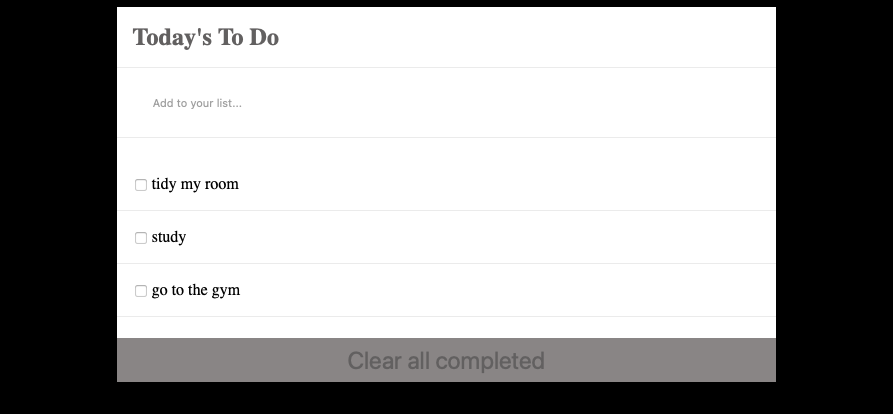 Today's To Do
Add to your list...
tidy my room
study
go to the gym
Clear all completed